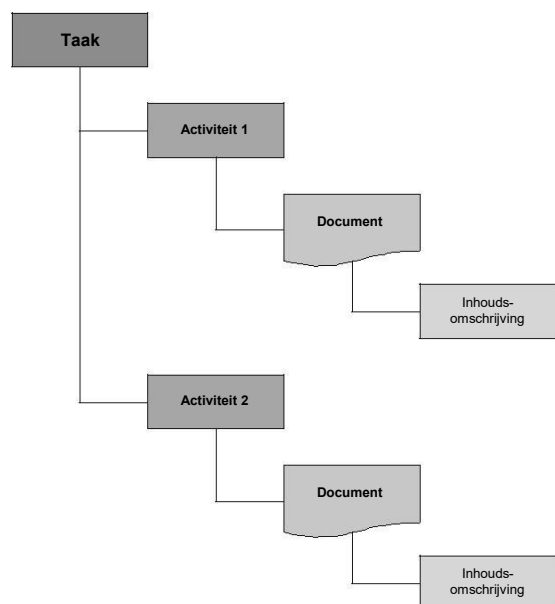 Taak
Activiteit 1
Document
Inhouds-
omschrijving
Activiteit 2
Document
Inhouds-
omschrijving